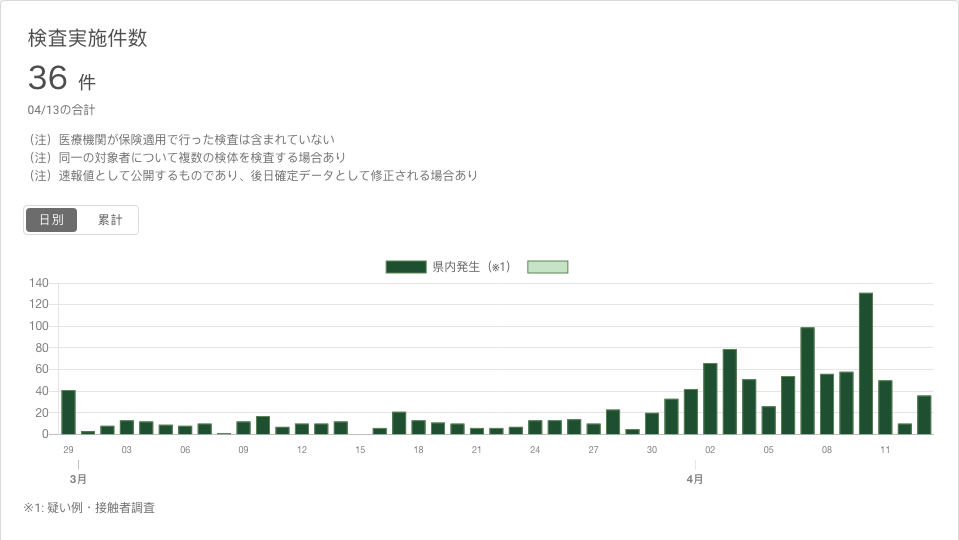 検査実施件数
36 件
04/13の合計
（注）医療機関が保険適用で行った検査は含まれていない
（注）同一の対象者について複数の検体を検査する場合あり
（注）速報値として公開するものであり、後日確定データとして修正される場合あり
日別 累計
県内発生（※1）
140
120
100
80
60
40
20
0
29 03 06 09 12 15 18 21 24 27 30 02 05 08 11
3月 4月
※1: 疑い例・接触者調査